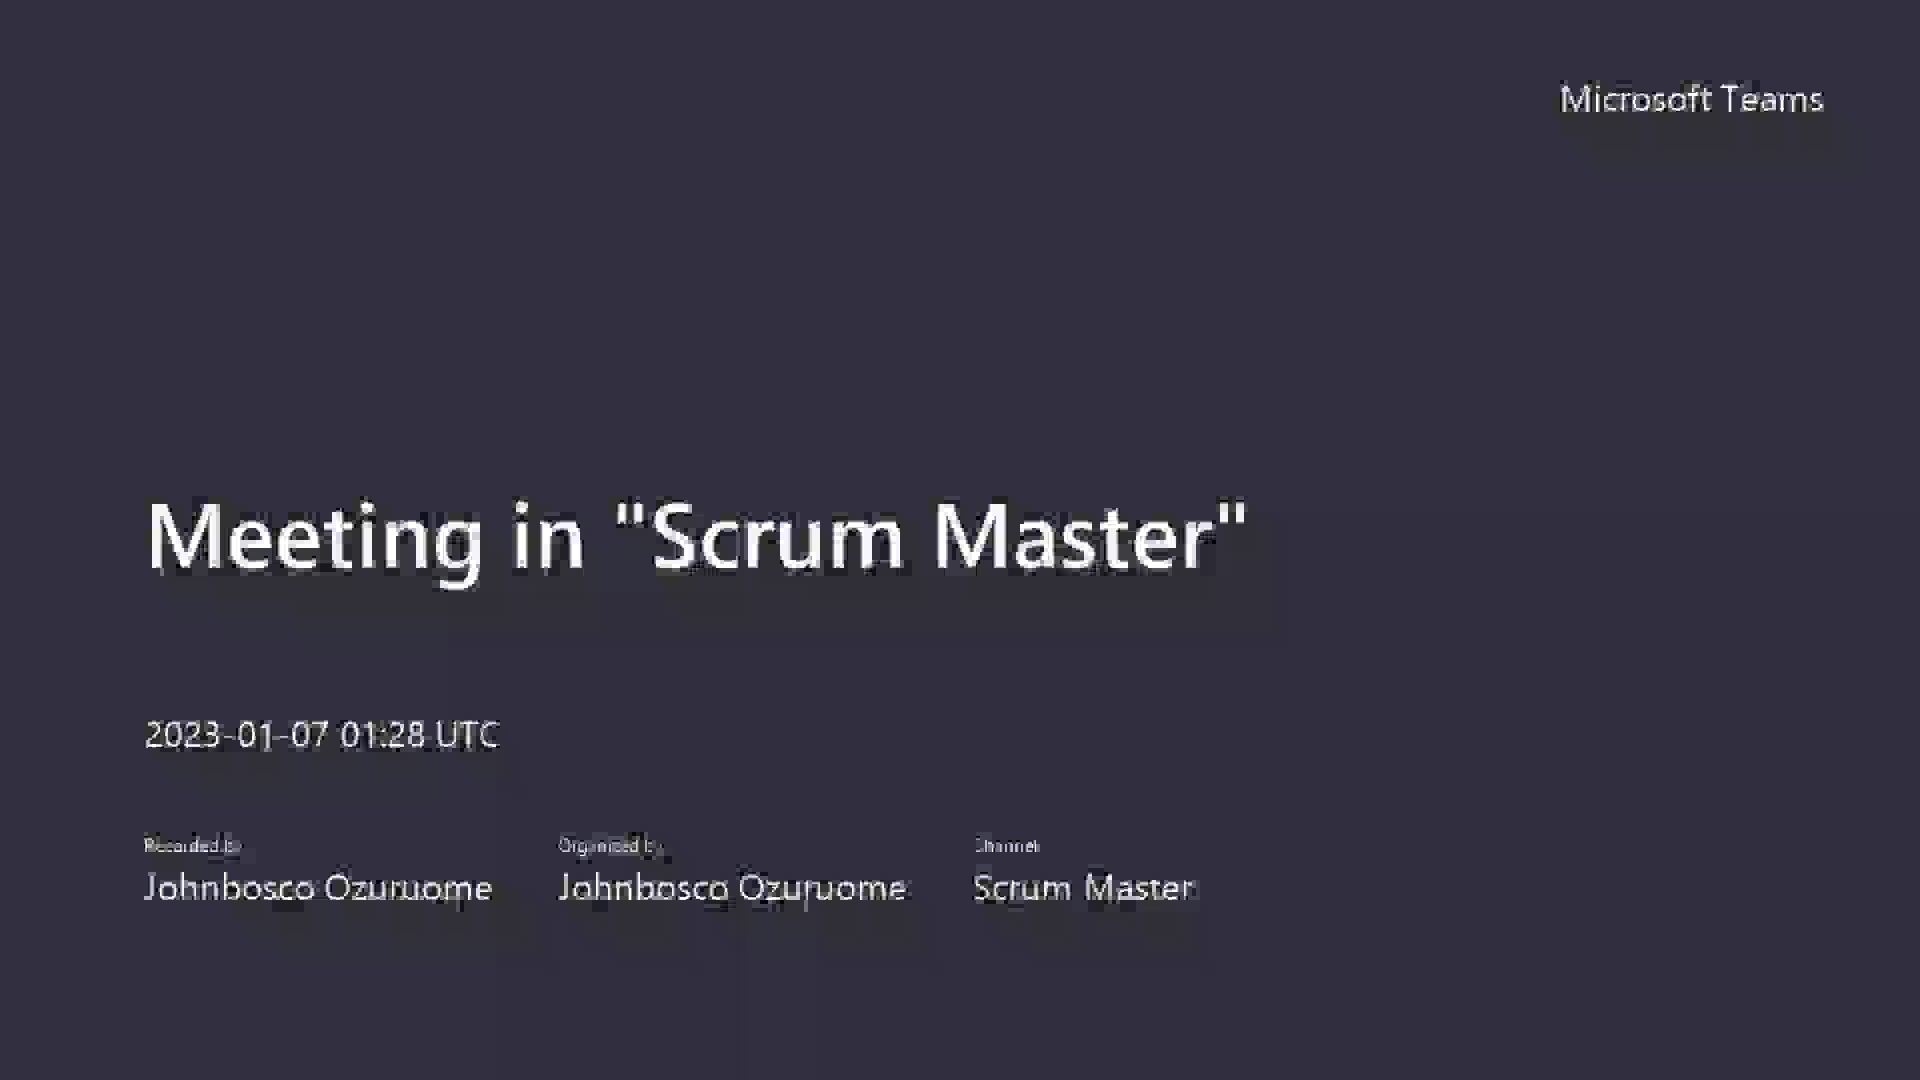 Microsoft Teams
Meeting in "Scrum Master"
2023-01-07 01:28 UTC
Recorded by Organized by Channel
Johnbosco Ozuruome Johnbosco Ozuruome Scrum Master